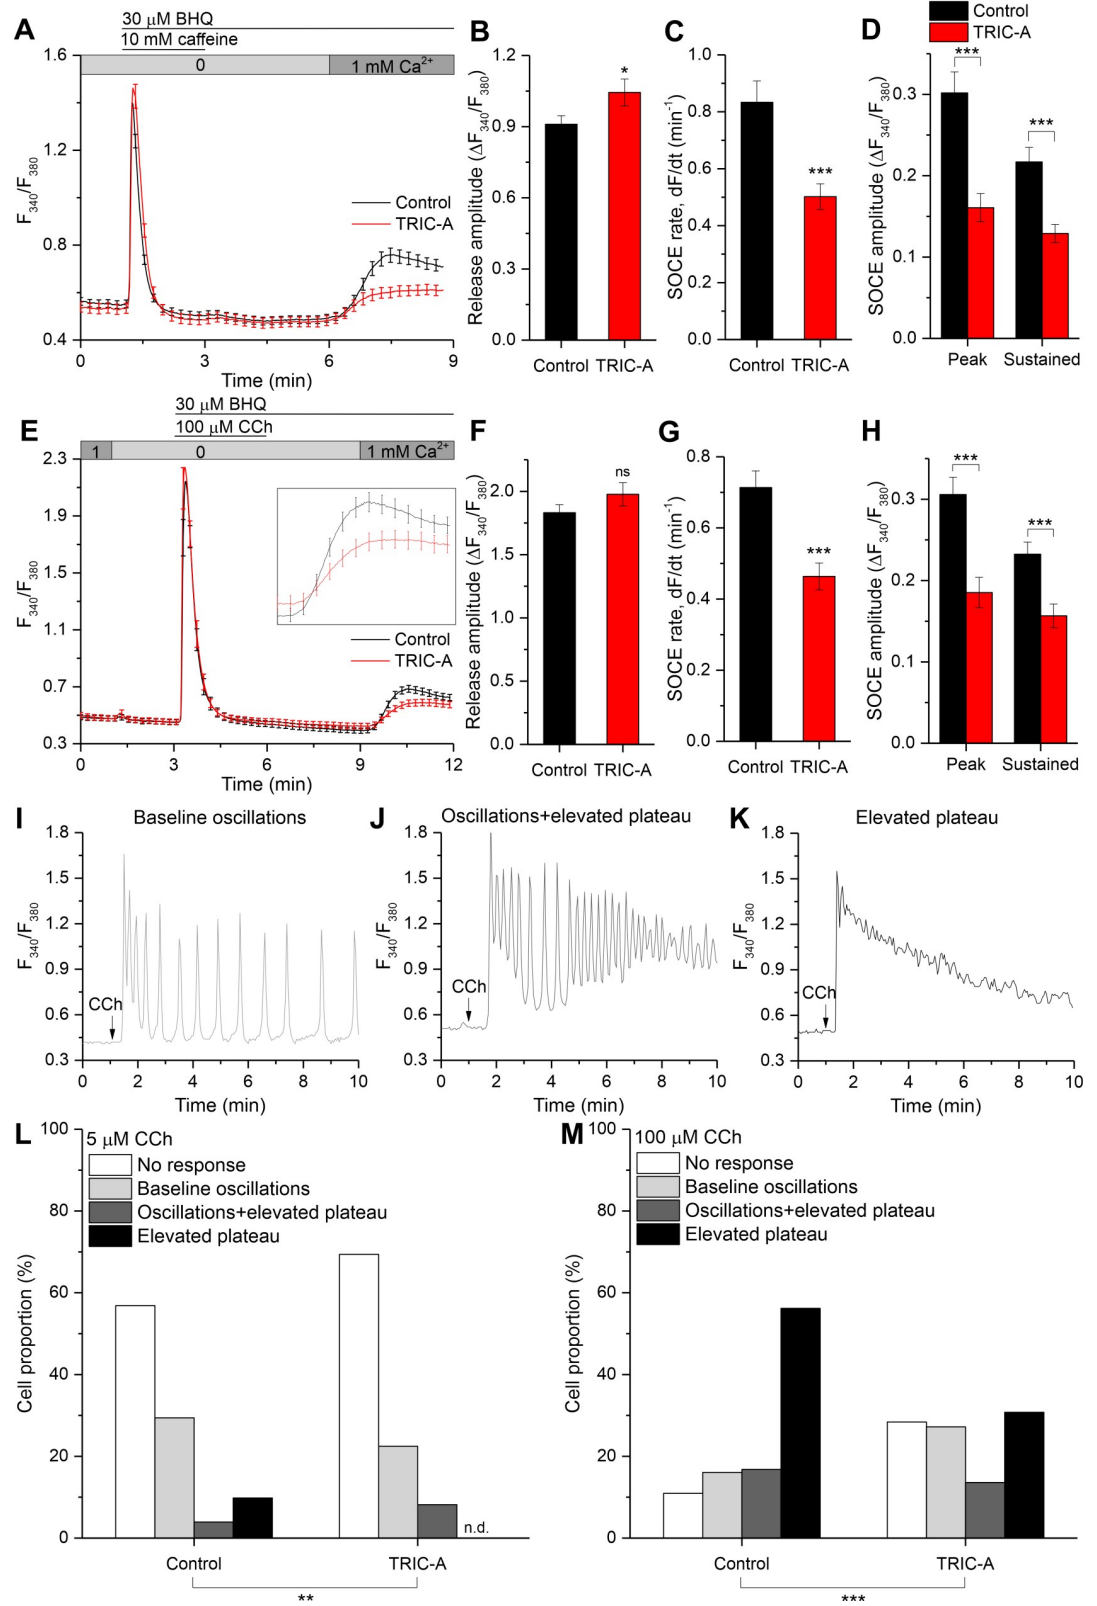 A
30 μM BHQ
10 mM caffeine
0
1 mM Ca2+
1.6
1.2
0.8
0.4
F340/F380
Control
TRIC-A
0
3
6
9
Time (min)
B
1.2
0.9
0.6
0.3
0.0
Release amplitude (ΔF340/F380)
*
Control
TRIC-A
C
1.0
0.8
0.6
0.4
0.2
0.0
SOCE rate, dF/dt (min-1)
***
Control
TRIC-A
Control
TRIC-A
D
0.3
0.2
0.1
0.0
SOCE amplitude (ΔF340/F380)
***
***
Peak
Sustained
E
30 μM BHQ
100 μM CCh
1
0
1 mM Ca2+
2.3
1.9
1.5
1.1
0.7
0.3
F340/F380
Control
TRIC-A
0
3
6
9
12
Time (min)
F
2.0
1.5
1.0
0.5
0.0
Release amplitude (ΔF340/F380)
ns
Control
TRIC-A
G
0.8
0.6
0.4
0.2
0.0
SOCE rate, dF/dt (min-1)
***
Control
TRIC-A
H
0.3
0.2
0.1
0.0
SOCE amplitude (ΔF340/F380)
***
***
Peak
Sustained
I
Baseline oscillations
1.8
1.5
1.2
0.9
0.6
0.3
F340/F380
CCh
0
2
4
6
8
10
Time (min)
J
Oscillations+elevated plateau
1.8
1.5
1.2
0.9
0.6
0.3
F340/F380
CCh
0
2
4
6
8
10
Time (min)
K
Elevated plateau
1.8
1.5
1.2
0.9
0.6
0.3
F340/F380
CCh
0
2
4
6
8
10
Time (min)
L
5 μM CCh
No response
Baseline oscillations
Oscillations+elevated plateau
Elevated plateau
100
80
60
40
20
0
Cell proportion (%)
n.d.
Control
TRIC-A
**
M
100 μM CCh
No response
Baseline oscillations
Oscillations+elevated plateau
Elevated plateau
100
80
60
40
20
0
Cell proportion (%)
Control
TRIC-A
***